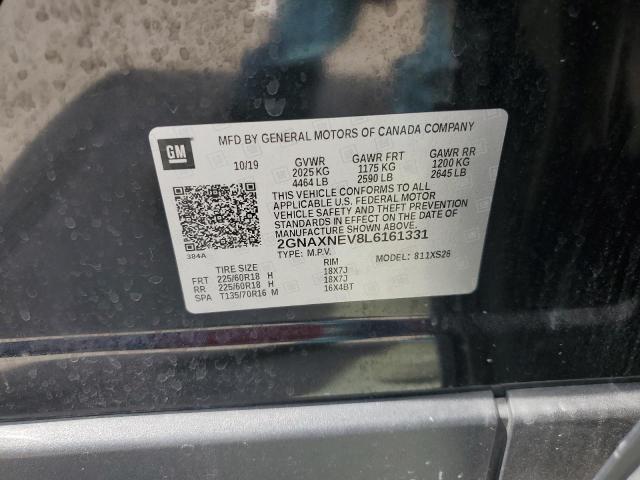 GM
MFD BY GENERAL MOTORS OF CANADA COMPANY
10/19 GVWR GAWR FRT GAWR RR
2025 KG 1175 KG 1200 KG
4464 LB 2590 LB 2645 LB
THIS VEHICLE CONFORMS TO ALL
APPLICABLE U.S. FEDERAL MOTOR
VEHICLE SAFETY AND THEFT
PREVENTION STANDARDS IN
EFFECT ON THE DATE OF
MANUFACTURE SHOWN ABOVE.
384A 2GNAXNEV8L6161331
TYPE: M.P.V. MODEL: 811XS26
TIRE SIZE RIM
FRT 225/60R18 H 18X7J
RR 225/60R18 H 18X7J
SPA T135/70R16 M 16X4BT